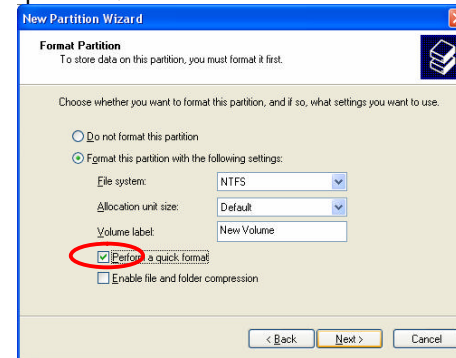 New Partition Wizard
Format Partition
To store data on this partition, you must format it first.
Choose whether you want to format this partition, and if so, what settings you want to use.
Do not format this partition
Format this partition with the following settings:
File system: NTFS
Allocation unit size: Default
Volume label: New Volume
Perform a quick format
Enable file and folder compression
< Back Next > Cancel